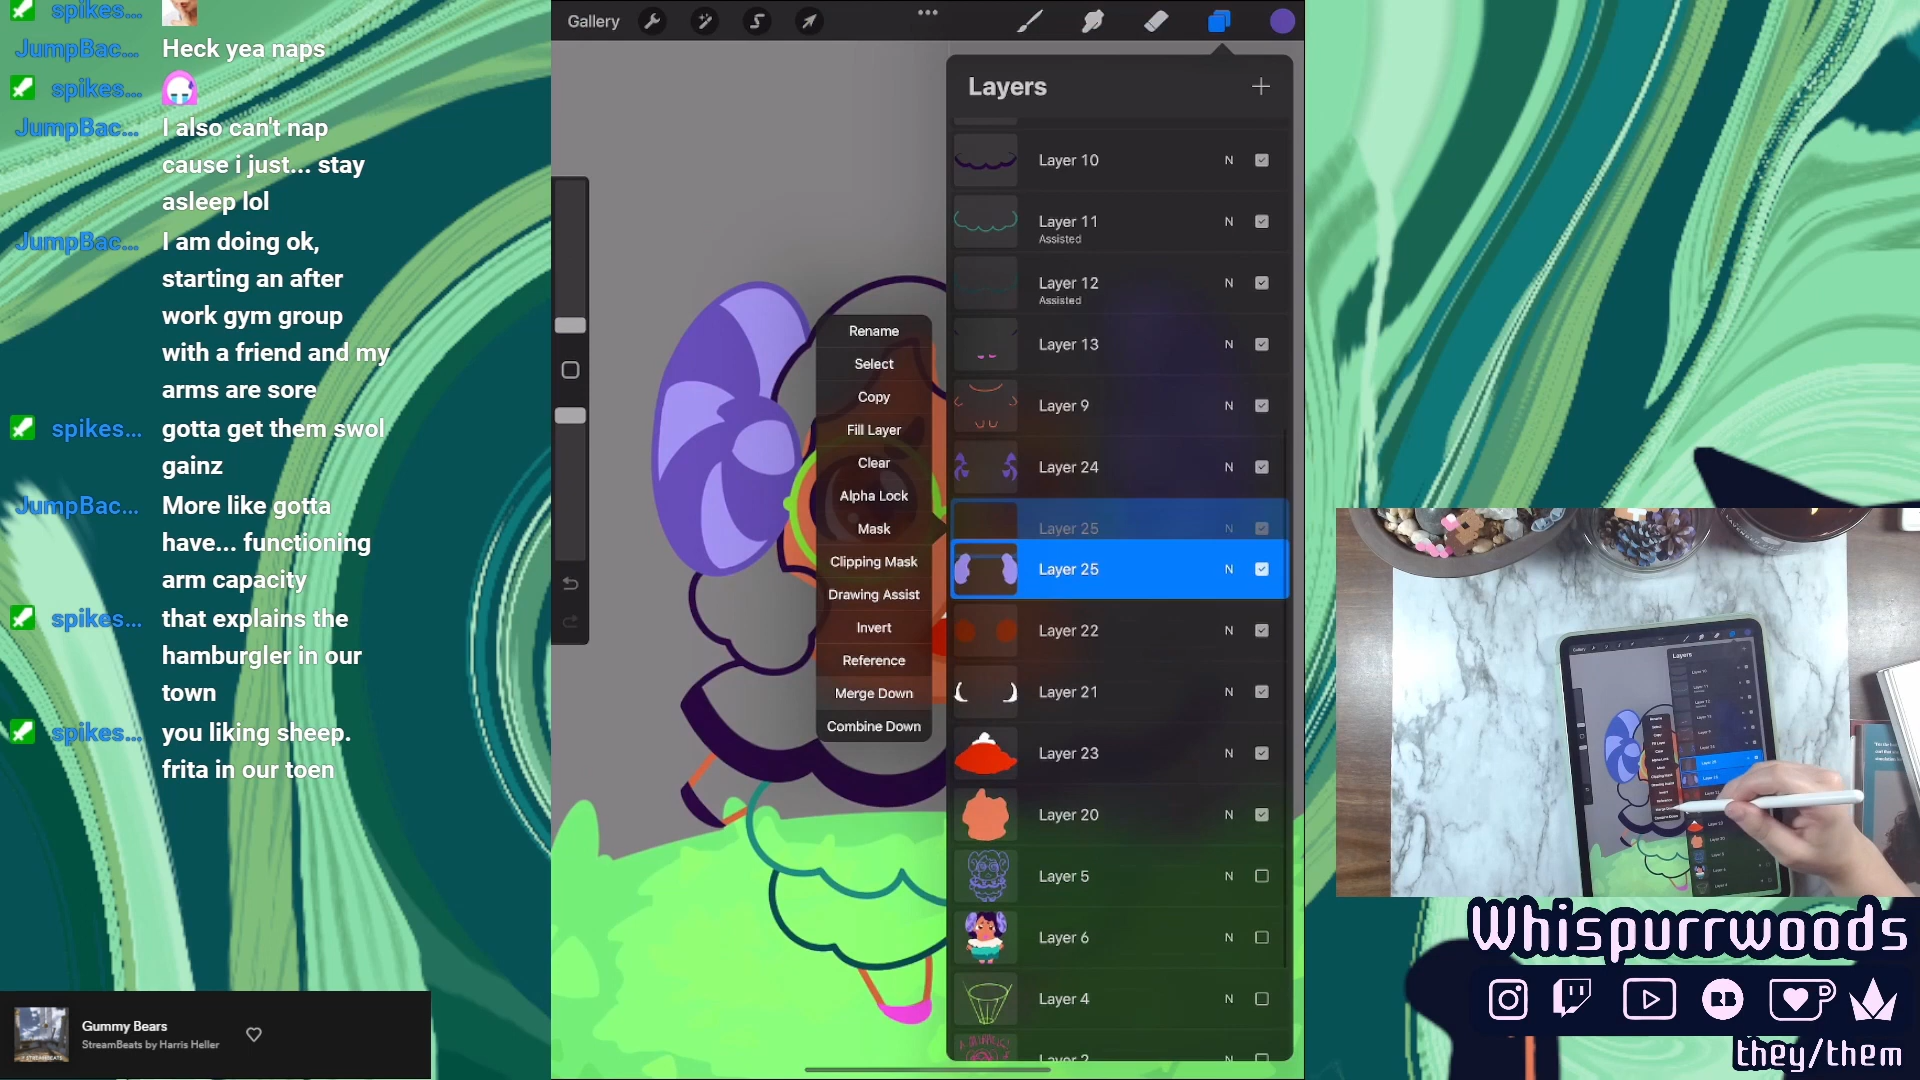 spikes...
JumpBac...
Heck yea naps
spikes...
JumpBac...
I also can't nap
cause i just... stay
asleep lol
JumpBac...
I am doing ok,
starting an after
work gym group
with a friend and my
arms are sore
spikes...
gotta get them swol
gainz
JumpBac...
More like gotta
have... functioning
arm capacity
spikes...
that explains the
hamburgler in our
town
spikes...
you liking sheep.
frita in our toen
Gummy Bears
StreamBeats by Harris Heller
Gallery
Layers
Layer 10 N
Layer 11 N
Assisted
Layer 12 N
Assisted
Layer 13 N
Layer 9 N
Layer 24 N
Layer 25 N
Layer 25 N
Layer 22 N
Layer 21 N
Layer 23 N
Layer 20 N
Layer 5 N
Layer 6 N
Layer 4 N
Layer 2 N
Rename
Select
Copy
Fill Layer
Clear
Alpha Lock
Mask
Clipping Mask
Drawing Assist
Invert
Reference
Merge Down
Combine Down
Whispurrwoods
they/them